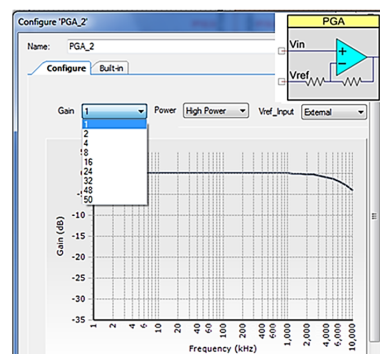 Configure 'PGA_2'
PGA
Name: PGA_2
Vin
Vref
Configure Built-in
Gain 1 Power High Power Vref_Input External
1
2
4
8
16
24
32
48
50
-10
-15
-20
-25
-30
-35
Gain (dB)
1 2 4 6 10 20 40 60 100 200 400 600 1,000 2,000 4,000 6,000 10,000
Frequency (kHz)